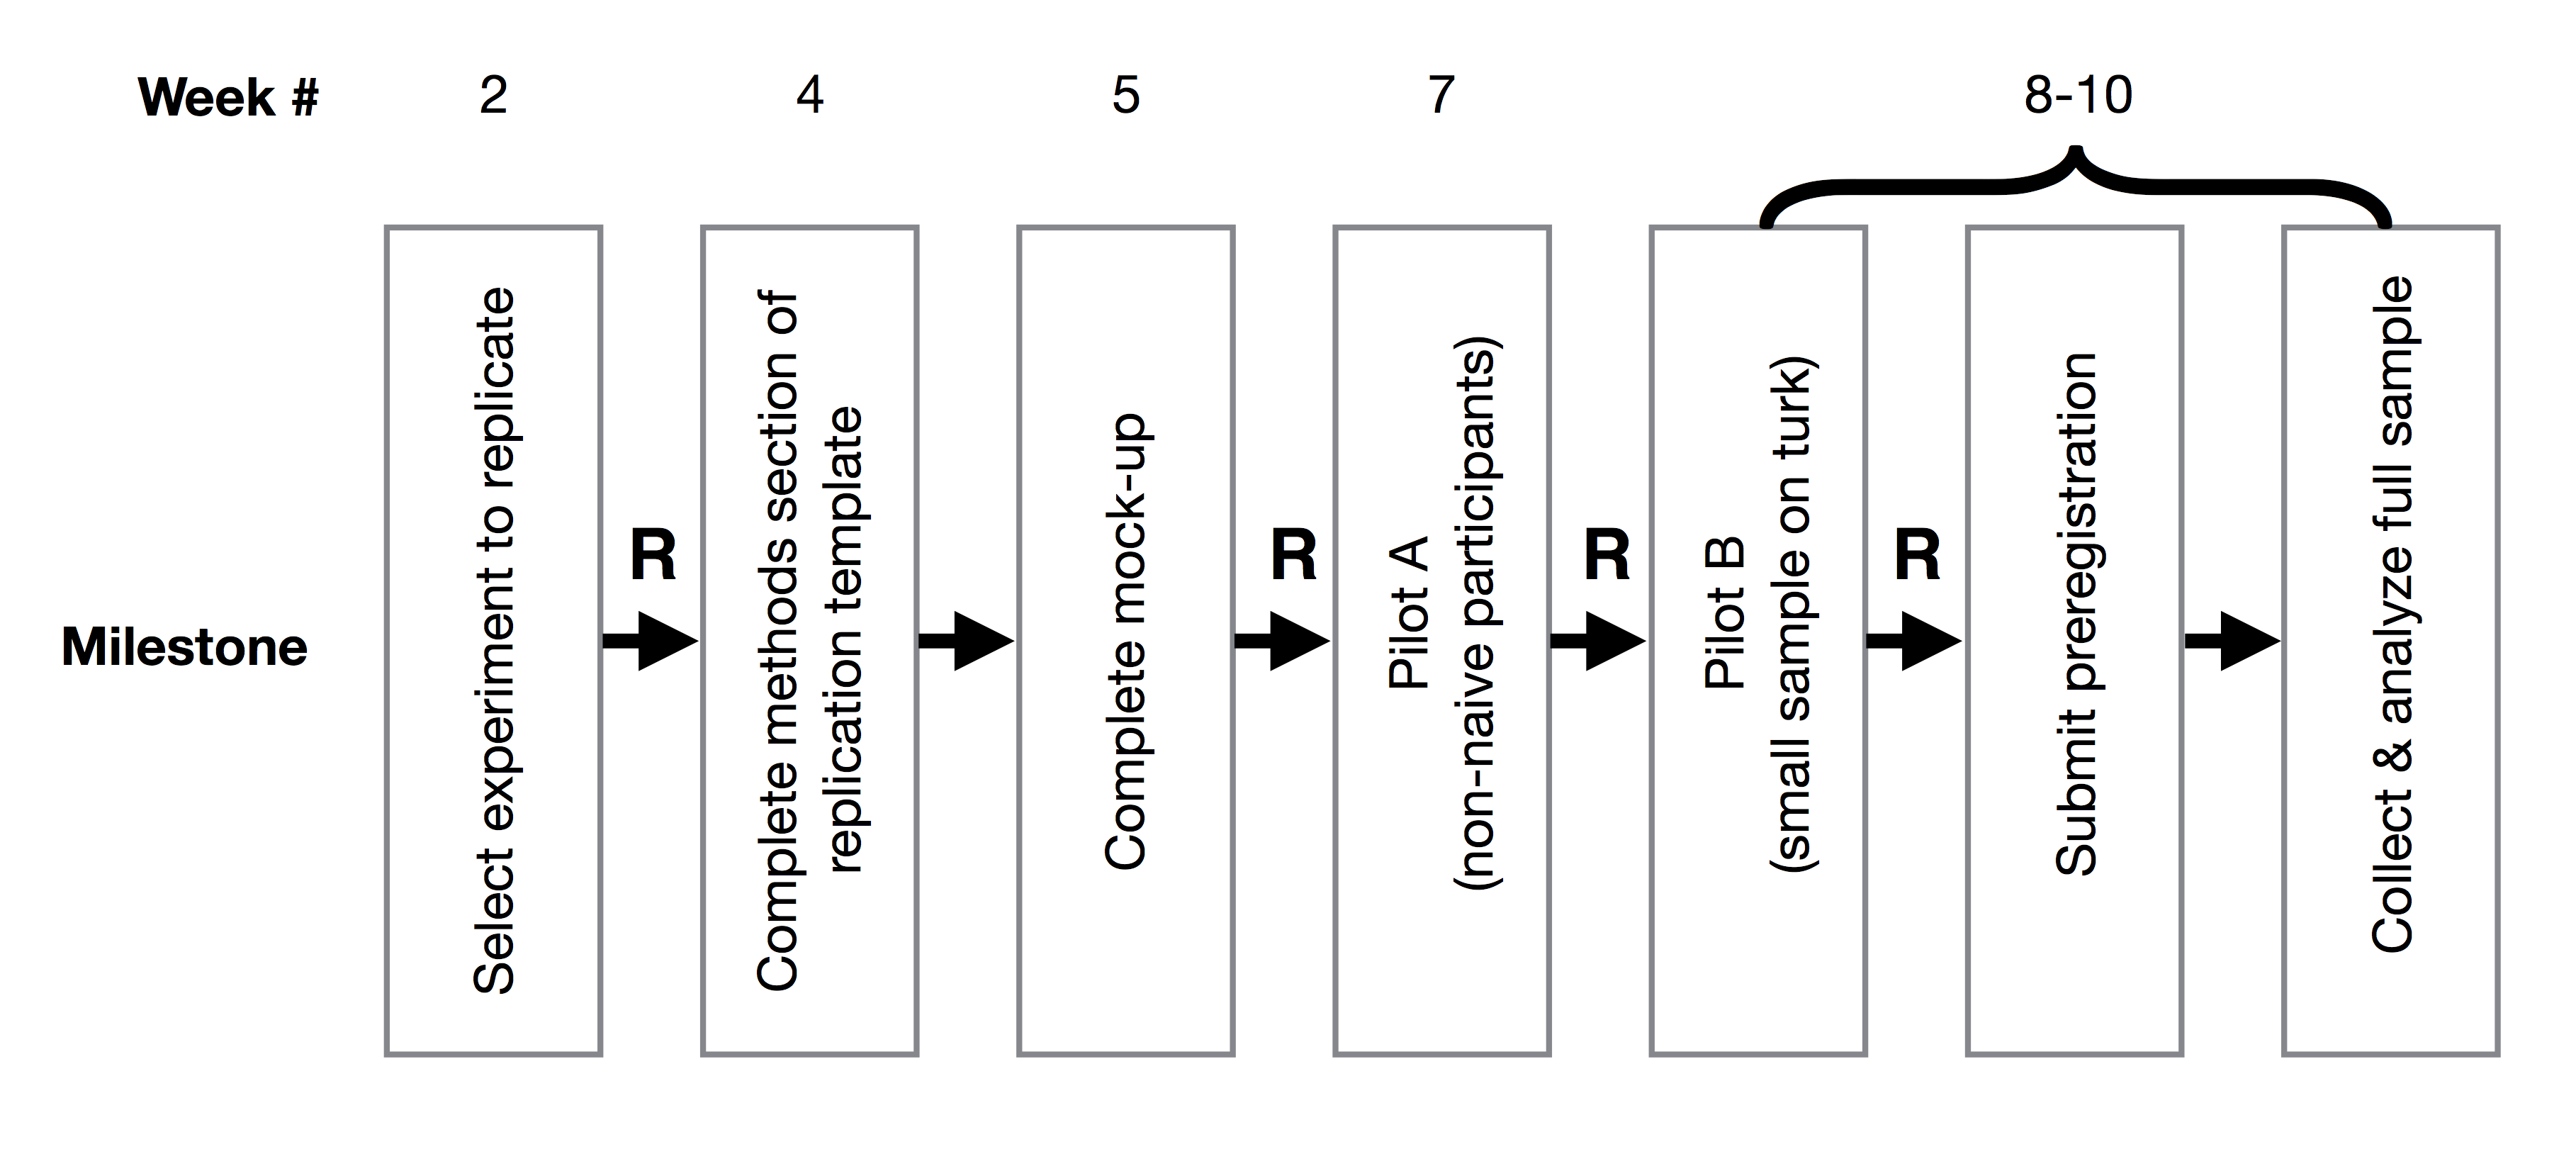 Week #
2
4
5
7
8-10
Milestone
Select experiment to replicate
R
Complete methods section of
replication template
Complete mock-up
R
Pilot A
(non-naive participants)
R
Pilot B
(small sample on turk)
R
Submit preregistration
Collect & analyze full sample